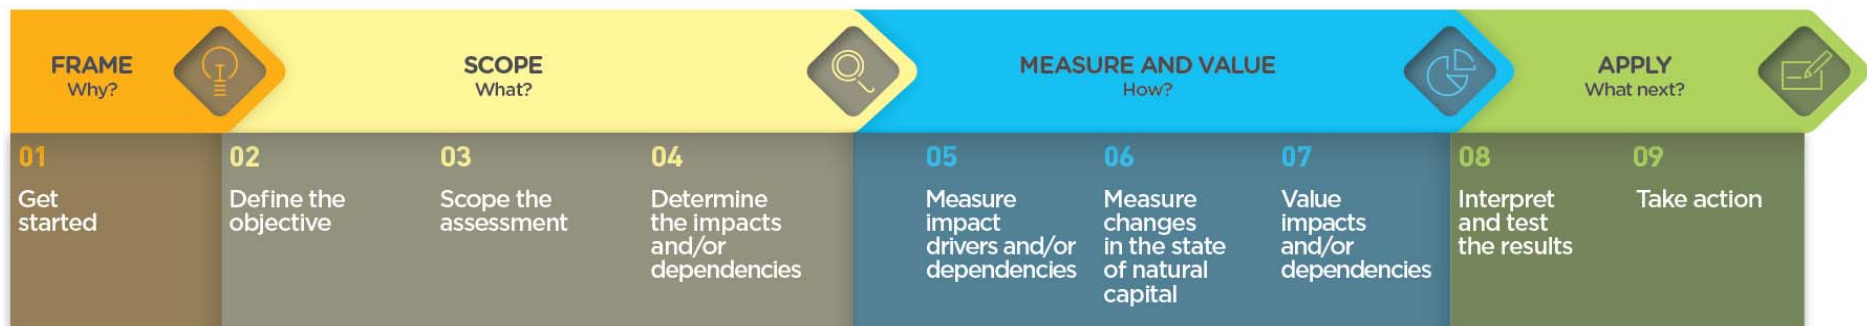 FRAME
Why?
SCOPE
What?
MEASURE AND VALUE
How?
APPLY
What next?
01
Get
started
02
Define the
objective
03
Scope the
assessment
04
Determine
the impacts
and/or
dependencies
05
Measure
impact
drivers and/or
dependencies
06
Measure
changes
in the state
of natural
capital
07
Value
impacts
and/or
dependencies
08
Interpret
and test
the results
09
Take action